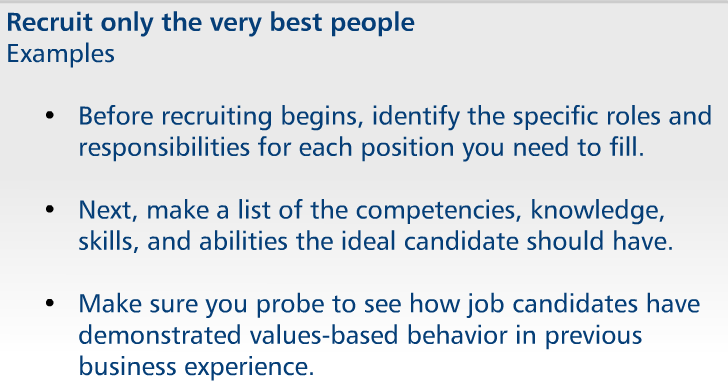 Recruit only the very best people
Examples
• Before recruiting begins, identify the specific roles and
responsibilities for each position you need to fill.
• Next, make a list of the competencies, knowledge,
skills, and abilities the ideal candidate should have.
• Make sure you probe to see how job candidates have
demonstrated values-based behavior in previous
business experience.